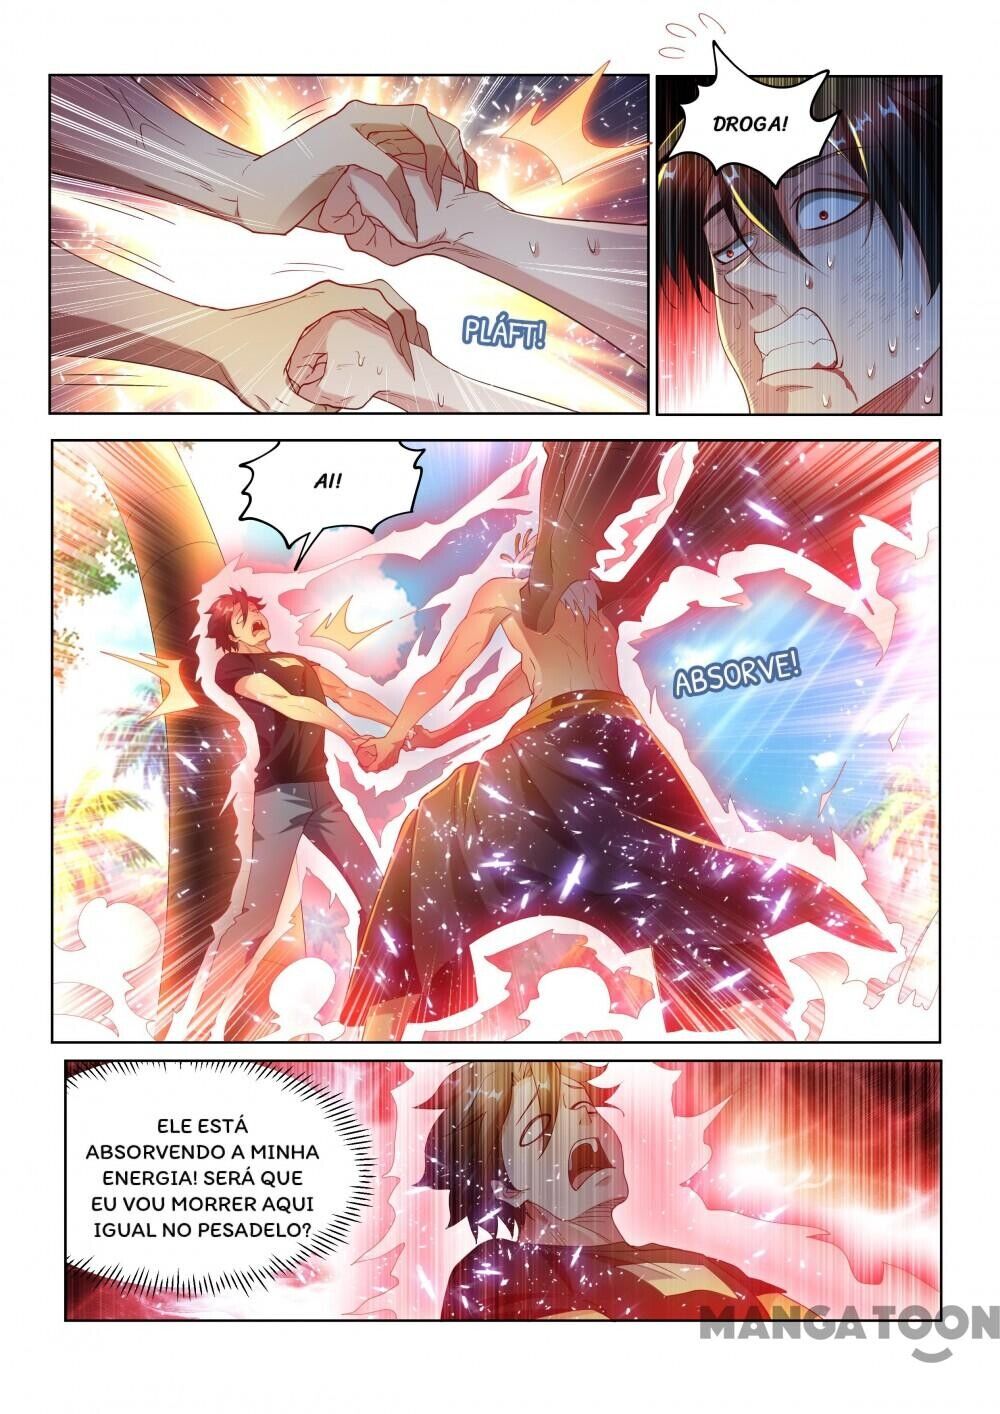 DROGA!
PLÁFT!
AI!
ABSORVE!
ELE ESTÁ
ABSORVENDO A MINHA
ENERGIA! SERÁ QUE
EU VOU MORRER AQUI
IGUAL NO PESADELO?
MANGATOON